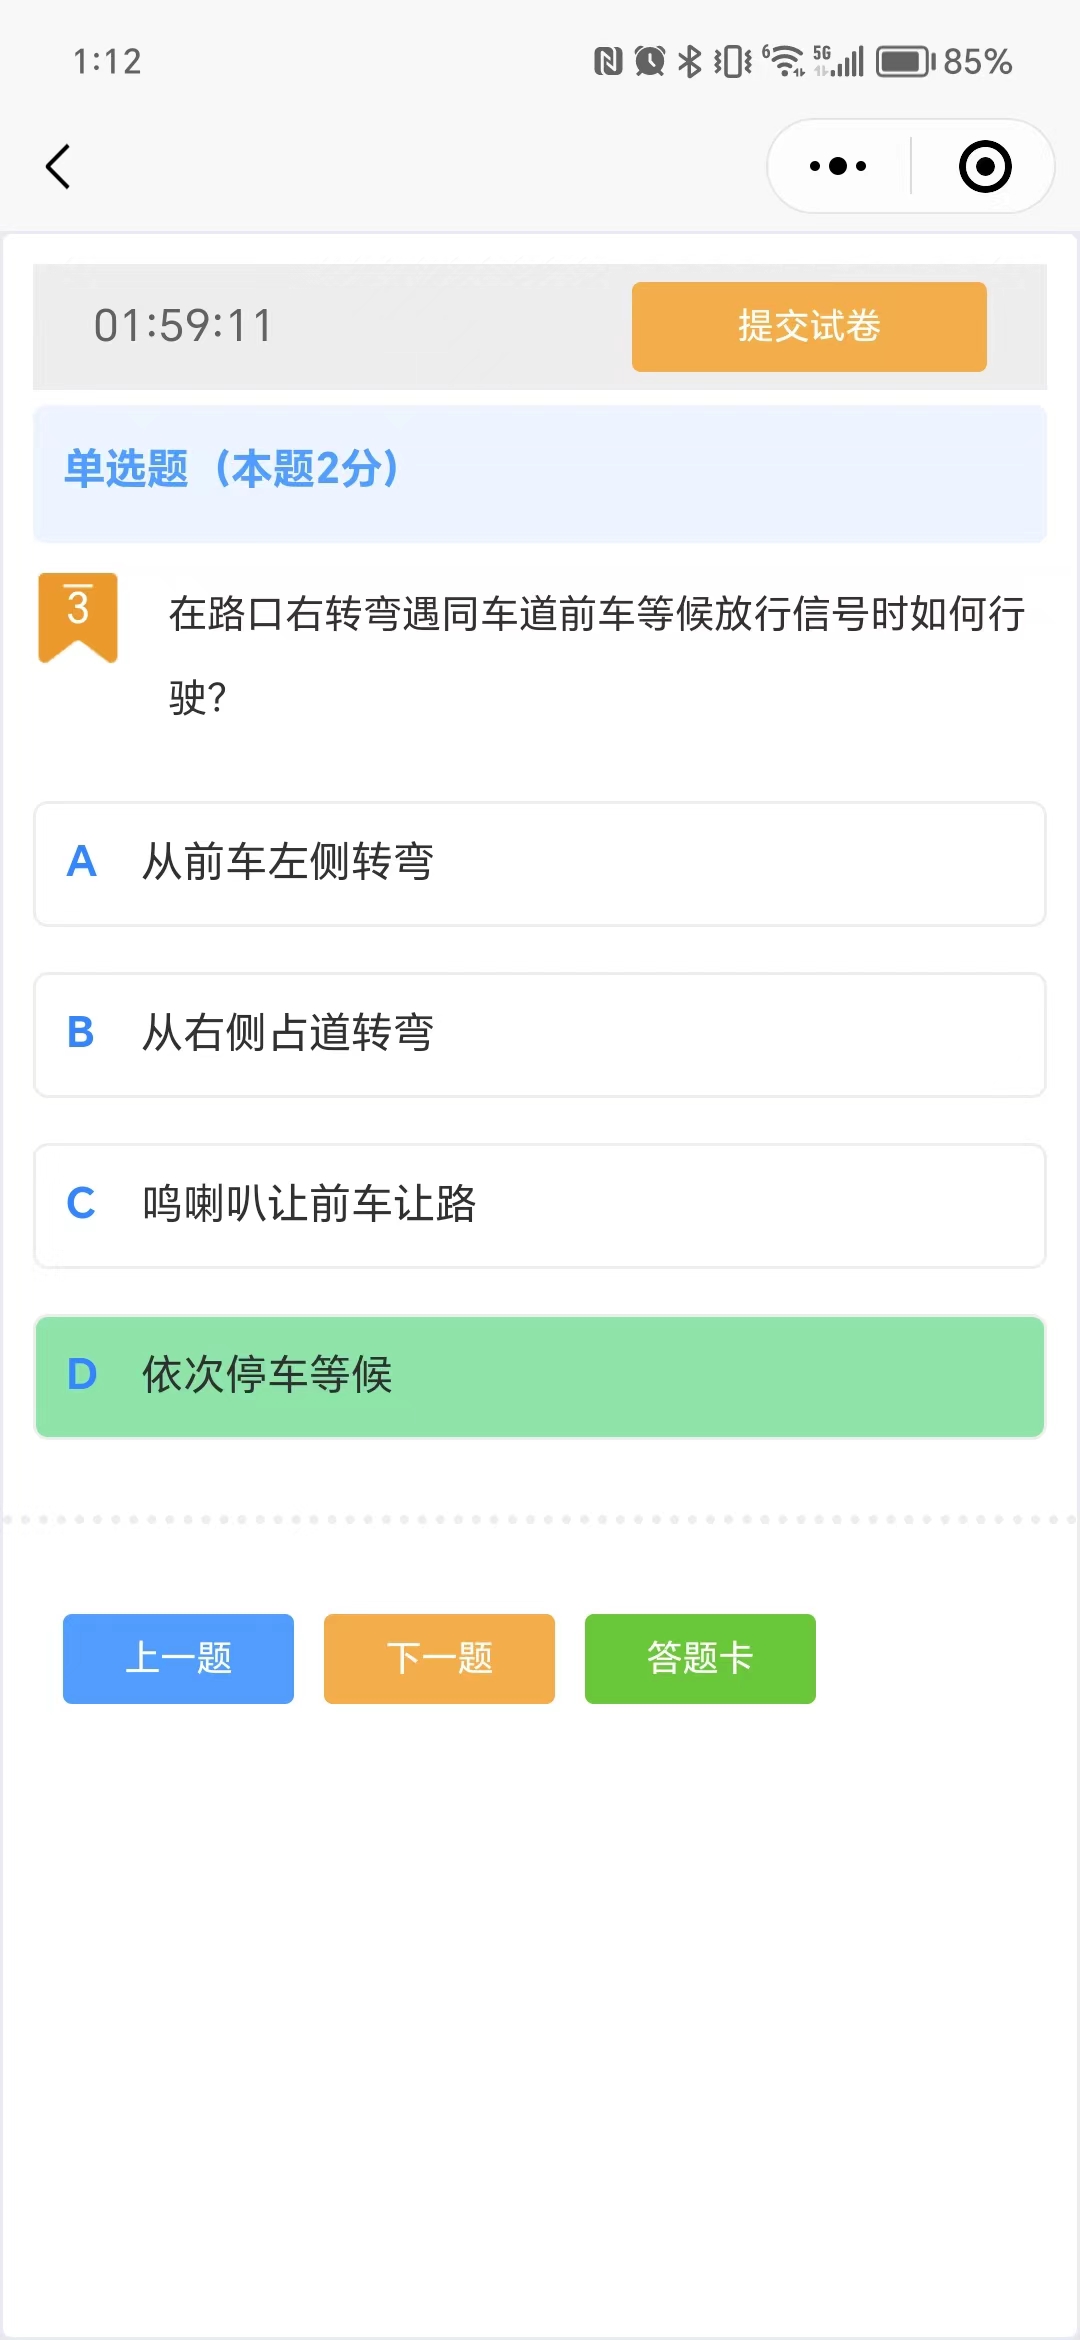 1:12
6
5G
85%
01:59:11
提交试卷
单选题（本题2分）
3
在路口右转弯遇同车道前车等候放行信号时如何行
驶?
A 从前车左侧转弯
B 从右侧占道转弯
C 鸣喇叭让前车让路
D 依次停车等候
上一题 下一题 答题卡